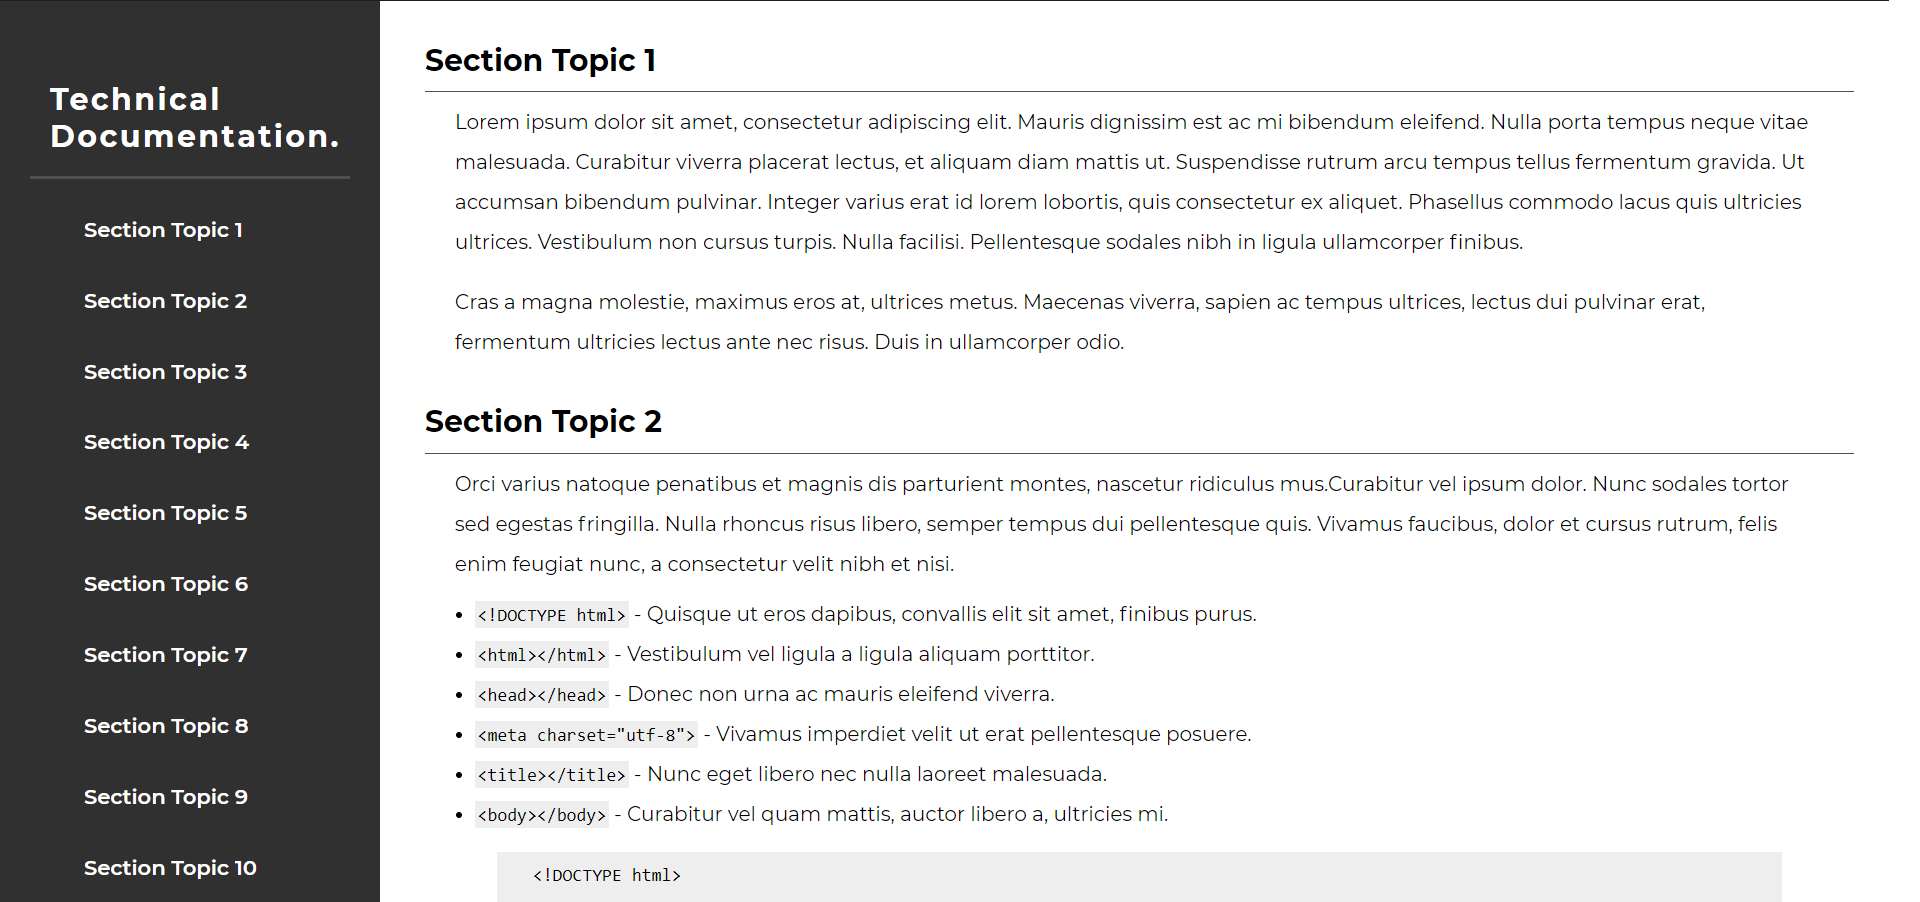 Technical
Documentation.
Section Topic 1
Section Topic 2
Section Topic 3
Section Topic 4
Section Topic 5
Section Topic 6
Section Topic 7
Section Topic 8
Section Topic 9
Section Topic 10
Section Topic 1
Lorem ipsum dolor sit amet, consectetur adipiscing elit. Mauris dignissim est ac mi bibendum eleifend. Nulla porta tempus neque vitae
malesuada. Curabitur viverra placerat lectus, et aliquam diam mattis ut. Suspendisse rutrum arcu tempus tellus fermentum gravida. Ut
accumsan bibendum pulvinar. Integer varius erat id lorem lobortis, quis consectetur ex aliquet. Phasellus commodo lacus quis ultricies
ultrices. Vestibulum non cursus turpis. Nulla facilisi. Pellentesque sodales nibh in ligula ullamcorper finibus.
Cras a magna molestie, maximus eros at, ultrices metus. Maecenas viverra, sapien ac tempus ultrices, lectus dui pulvinar erat,
fermentum ultricies lectus ante nec risus. Duis in ullamcorper odio.
Section Topic 2
Orci varius natoque penatibus et magnis dis parturient montes, nascetur ridiculus mus.Curabitur vel ipsum dolor. Nunc sodales tortor
sed egestas fringilla. Nulla rhoncus risus libero, semper tempus dui pellentesque quis. Vivamus faucibus, dolor et cursus rutrum, felis
enim feugiat nunc, a consectetur velit nibh et nisi.
• <!DOCTYPE html> - Quisque ut eros dapibus, convallis elit sit amet, finibus purus.
• <html></html> - Vestibulum vel ligula a ligula aliquam porttitor.
• <head></head> - Donec non urna ac mauris eleifend viverra.
• <meta charset="utf-8"> - Vivamus imperdiet velit ut erat pellentesque posuere.
• <title></title> - Nunc eget libero nec nulla laoreet malesuada.
• <body></body> - Curabitur vel quam mattis, auctor libero a, ultricies mi.
<!DOCTYPE html>